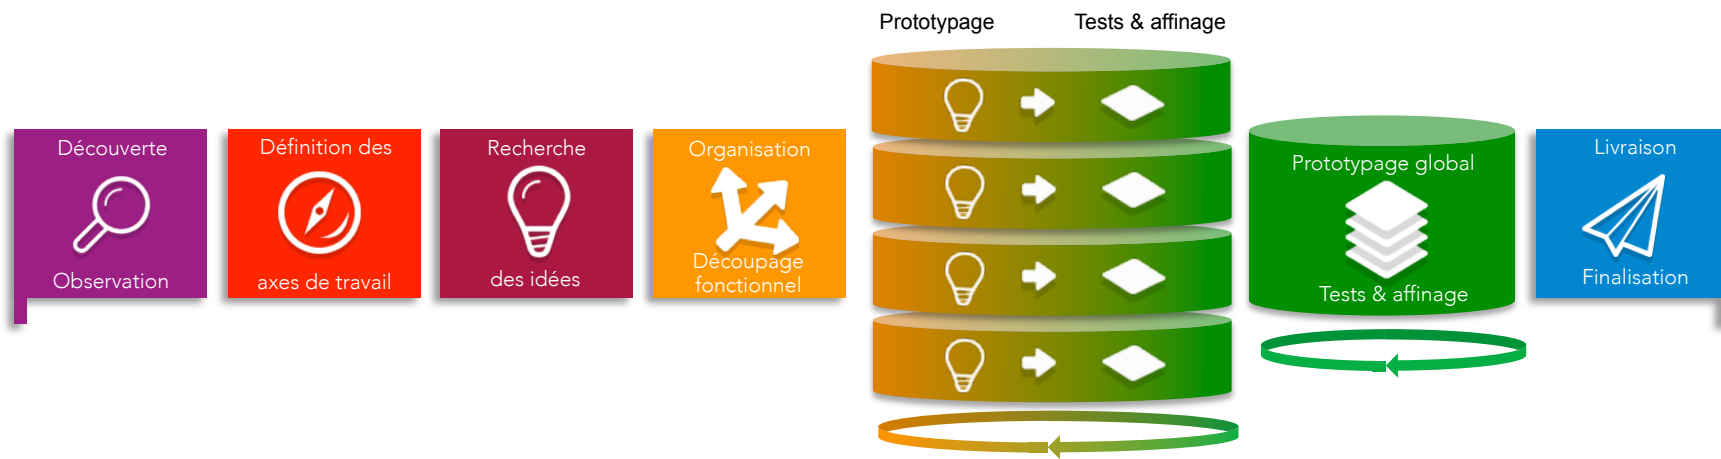 Découverte
Observation
Définition des
axes de travail
Recherche
des idées
Organisation
Découpage
fonctionnel
Prototypage
Tests & affinage
Prototypage global
Tests & affinage
Livraison
Finalisation